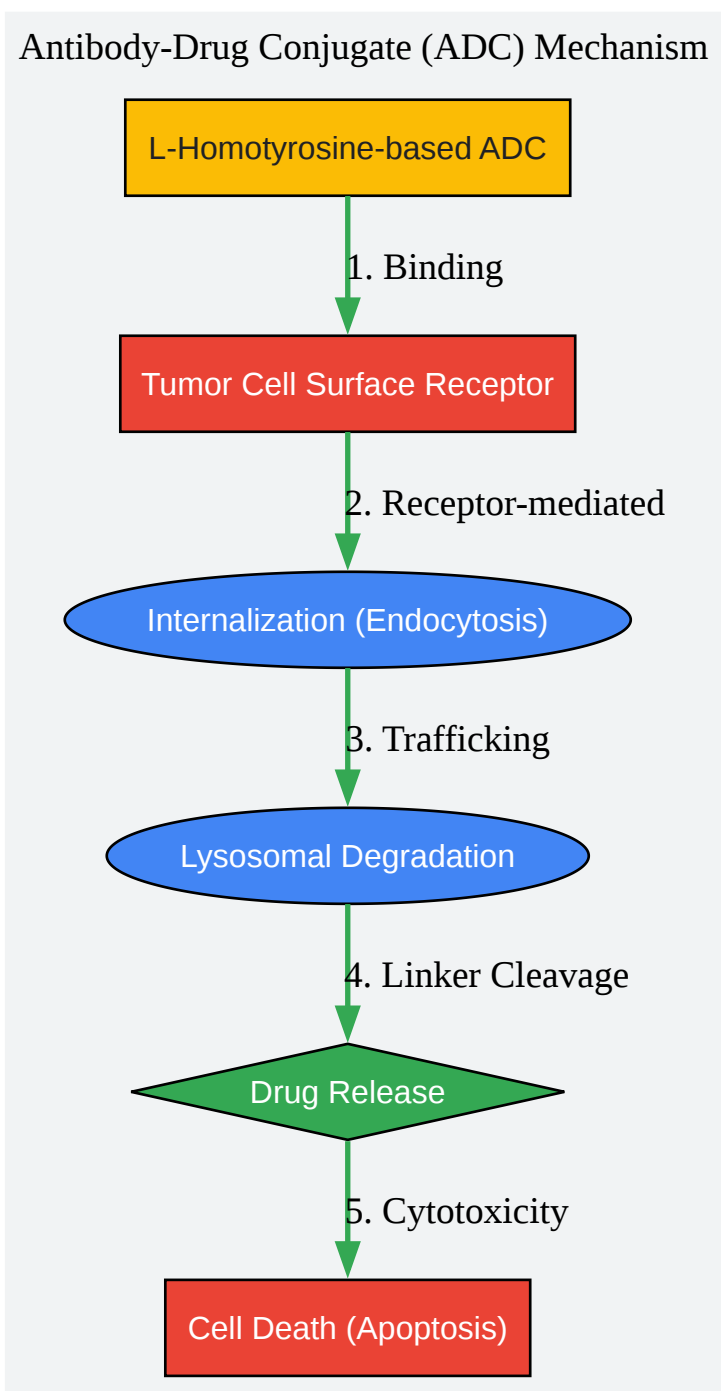 Antibody-Drug Conjugate (ADC) Mechanism
L-Homotyrosine-based ADC
1. Binding
Tumor Cell Surface Receptor
2. Receptor-mediated
Internalization (Endocytosis)
3. Trafficking
Lysosomal Degradation
4. Linker Cleavage
Drug Release
5. Cytotoxicity
Cell Death (Apoptosis)